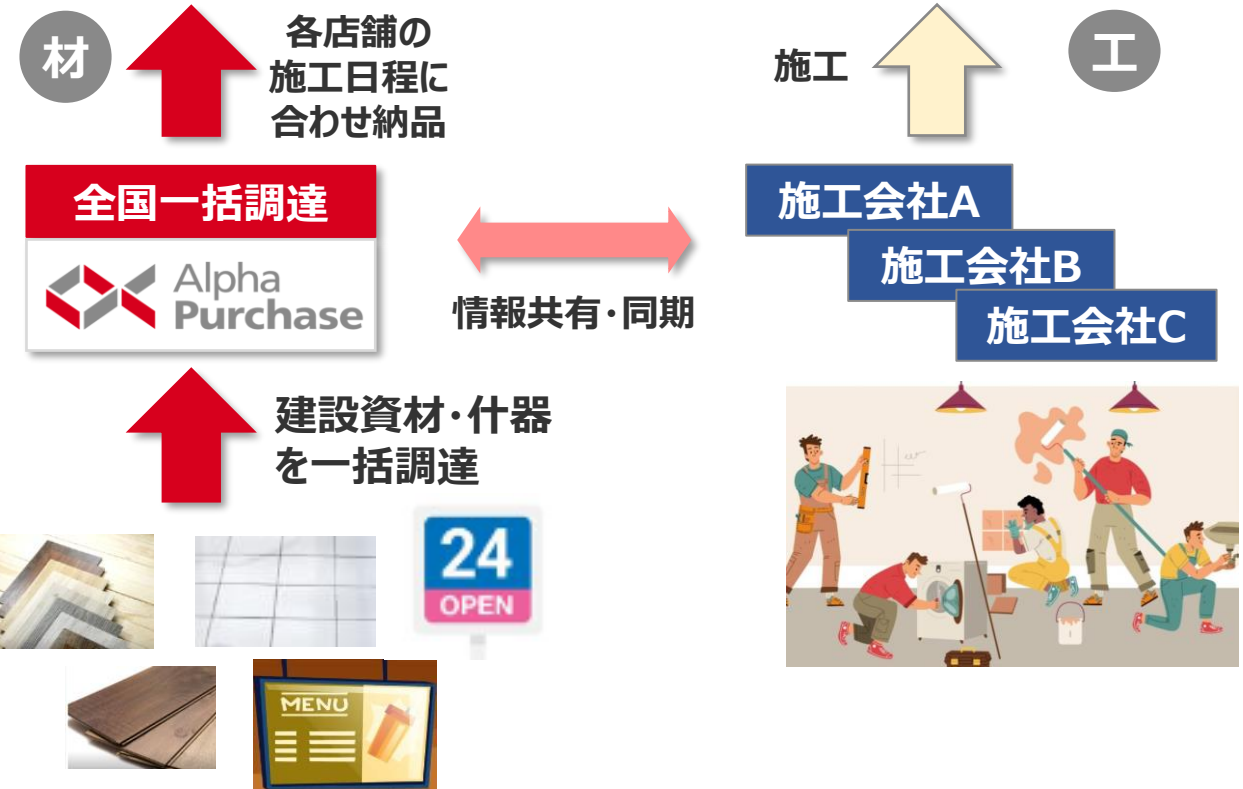 材
各店舗の
施工日程に
合わせ納品
施工
工
全国一括調達
Alpha
Purchase
情報共有・同期
施工会社A
施工会社B
施工会社C
建設資材・什器
を一括調達
24
OPEN
MENU